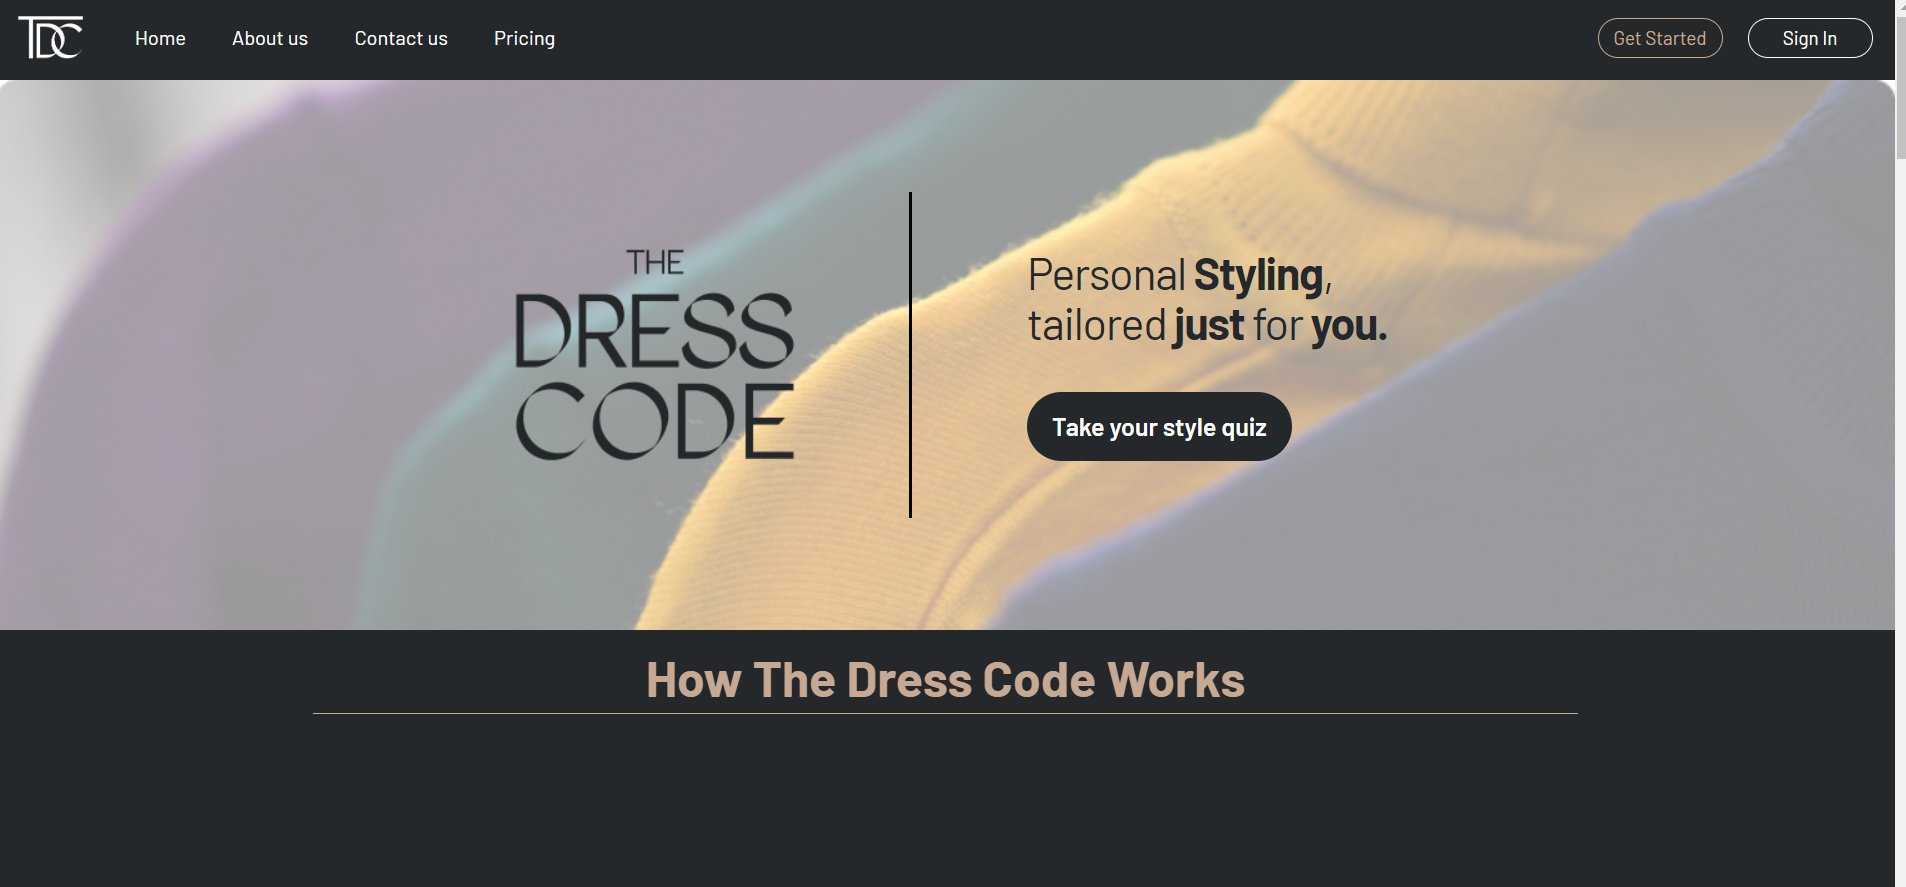 TDC
Home
About us
Contact us
Pricing
Get Started
Sign In
THE
DRESS
CODE
Personal Styling,
tailored just for you.
Take your style quiz
How The Dress Code Works